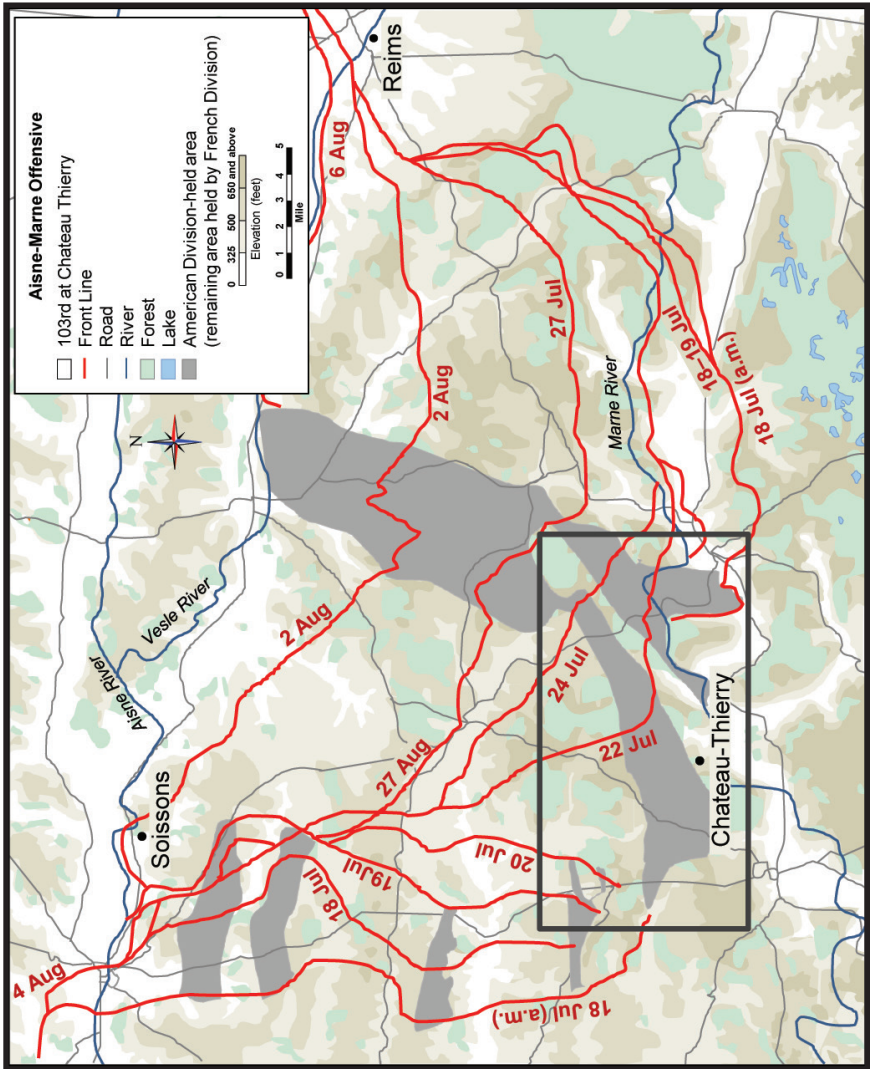 Aisne-Marne Offensive
103rd at Chateau Thierry
Front Line
Road
River
Forest
Lake
American Division-held area
(remaining area held by French Division)
0 325 500 650 and above
Elevation (feet)
0 1 2 3 4 5
Mile
N
Aisne River
Vesle River
Soissons
Reims
4 Aug
6 Aug
2 Aug
2 Aug
27 Aug
27 Jul
18 Jul
19Jul
20 Jul
24 Jul
22 Jul
Marne River
18–19 Jul
18 Jul (a.m.)
18 Jul (a.m.)
Chateau-Thierry